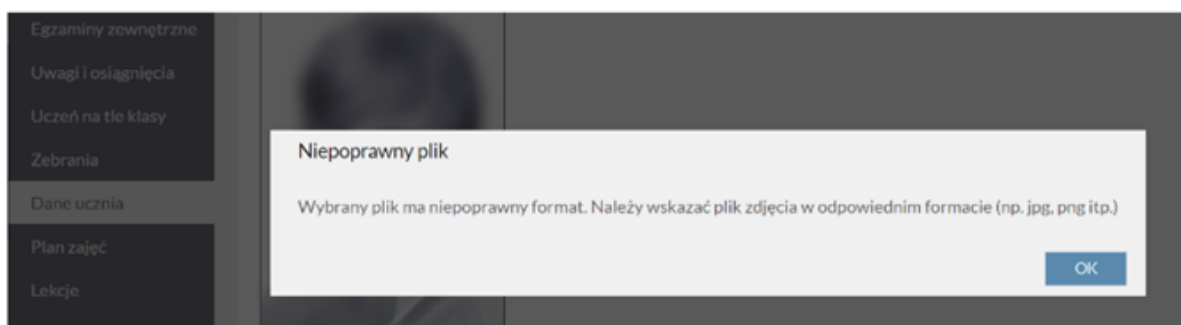 Egzaminy zewnętrzne
Uwagi i osiągnięcia
Uczeń na tle klasy
Zebrania
Dane ucznia
Plan zajęć
Lekcje
Niepoprawny plik
Wybrany plik ma niepoprawny format. Należy wskazać plik zdjęcia w odpowiednim formacie (np. jpg, png itp.)
OK